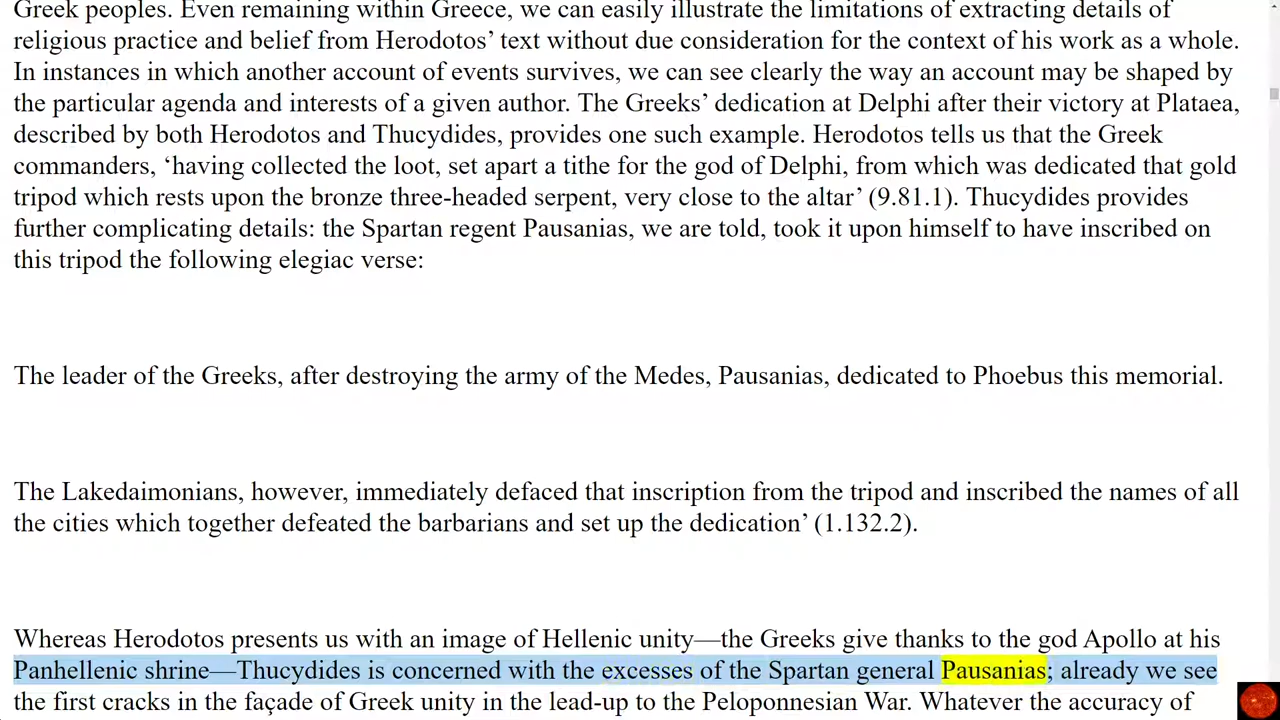 Greek peoples. Even remaining within Greece, we can easily illustrate the limitations of extracting details of
religious practice and belief from Herodotos’ text without due consideration for the context of his work as a whole.
In instances in which another account of events survives, we can see clearly the way an account may be shaped by
the particular agenda and interests of a given author. The Greeks’ dedication at Delphi after their victory at Plataea,
described by both Herodotos and Thucydides, provides one such example. Herodotos tells us that the Greek
commanders, ‘having collected the loot, set apart a tithe for the god of Delphi, from which was dedicated that gold
tripod which rests upon the bronze three-headed serpent, very close to the altar’ (9.81.1). Thucydides provides
further complicating details: the Spartan regent Pausanias, we are told, took it upon himself to have inscribed on
this tripod the following elegiac verse:
The leader of the Greeks, after destroying the army of the Medes, Pausanias, dedicated to Phoebus this memorial.
The Lakedaimonians, however, immediately defaced that inscription from the tripod and inscribed the names of all
the cities which together defeated the barbarians and set up the dedication’ (1.132.2).
Whereas Herodotos presents us with an image of Hellenic unity—the Greeks give thanks to the god Apollo at his
Panhellenic shrine—Thucydides is concerned with the excesses of the Spartan general Pausanias; already we see
the first cracks in the façade of Greek unity in the lead-up to the Peloponnesian War. Whatever the accuracy of